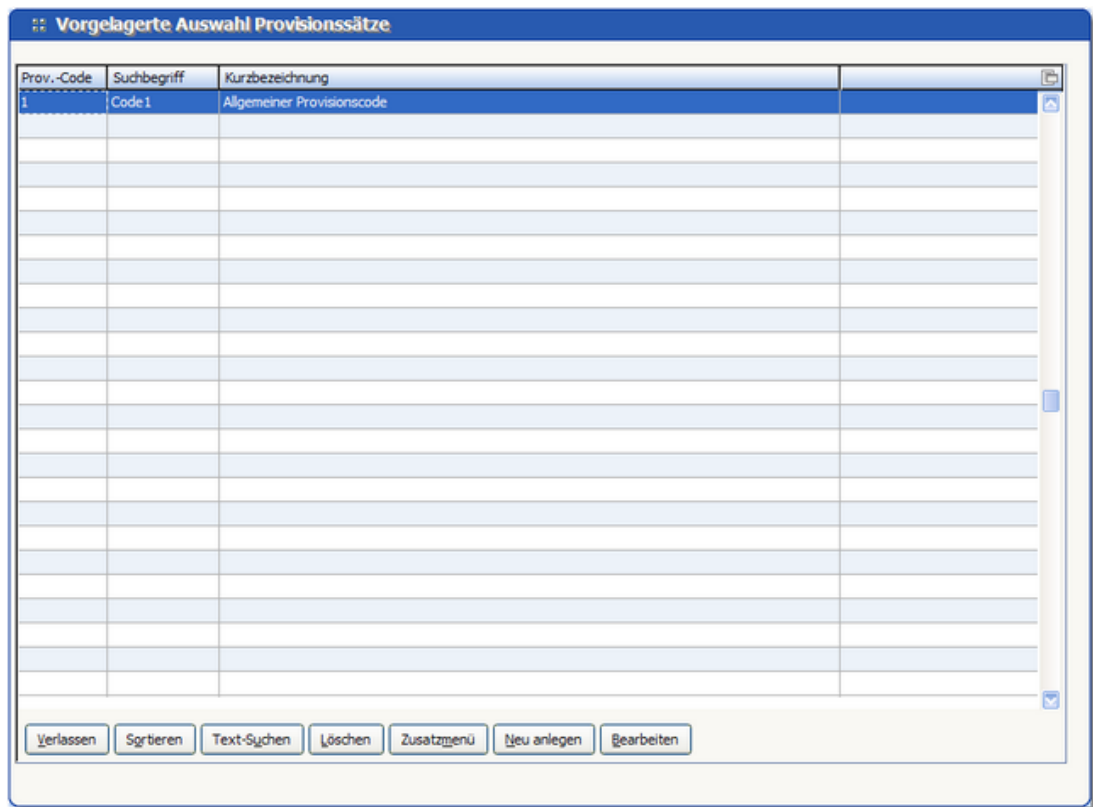 Vorgelagerte Auswahl Provisionssätze
Prov.-Code Suchbegriff Kurzbezeichnung
1 Code1 Allgemeiner Provisionscode
Verlassen Sortieren Text-Suchen Löschen Zusatzmenü Neu anlegen Bearbeiten